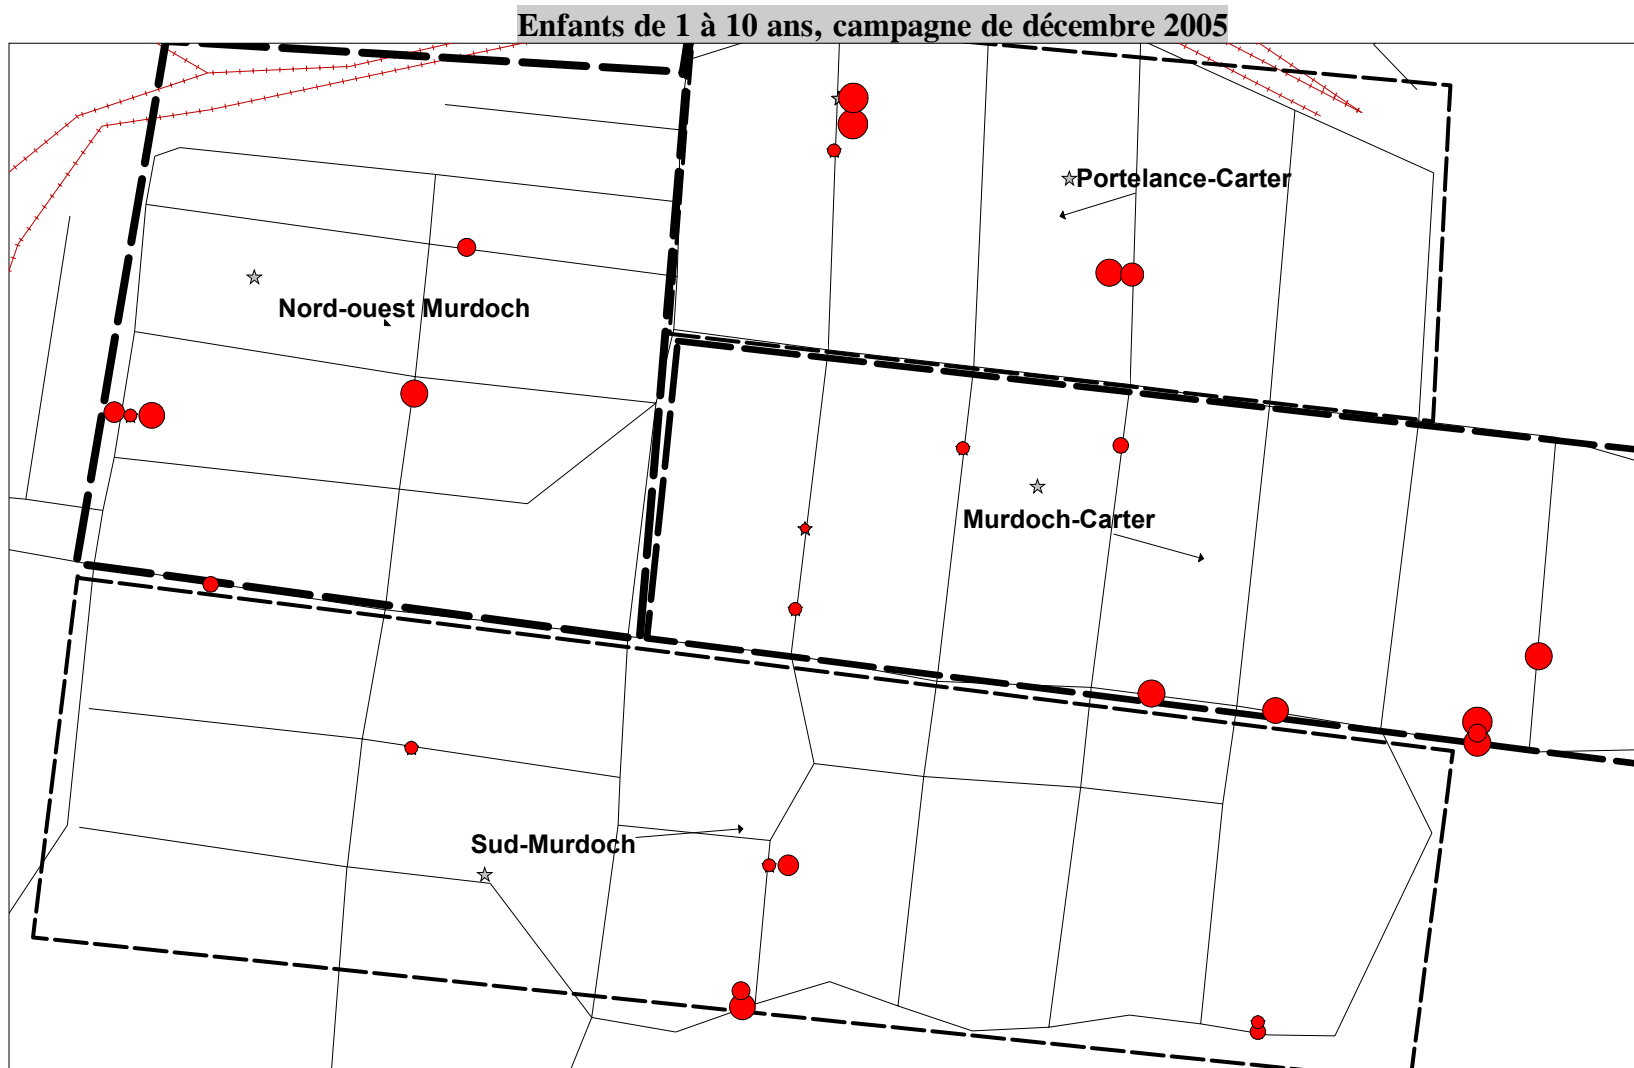 Enfants de 1 à 10 ans, campagne de décembre 2005
Portelance-Carter
Nord-ouest Murdoch
Murdoch-Carter
Sud-Murdoch